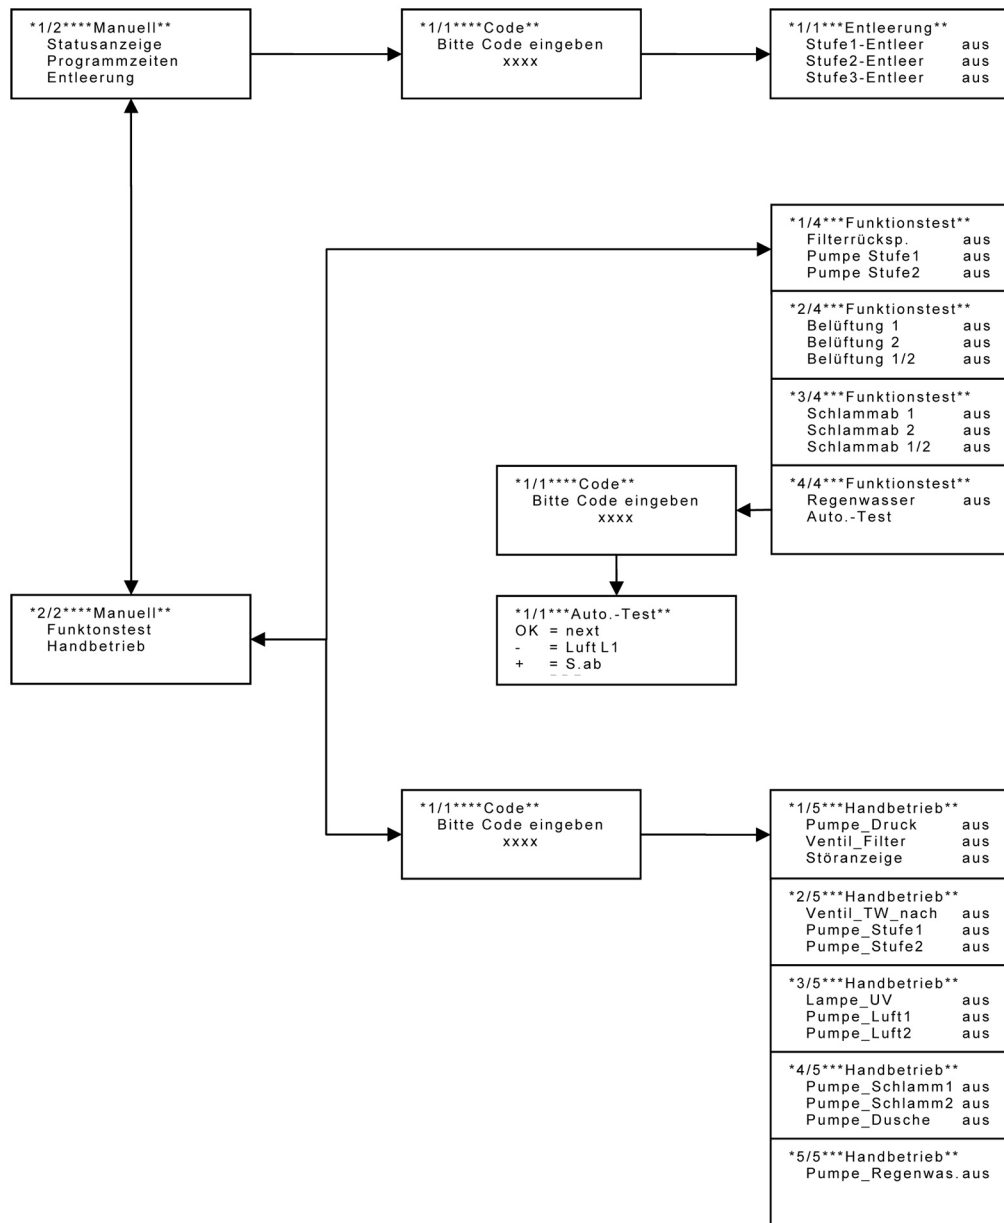 *1/2****Manuell**
Statusanzeige
Programmzeiten
Entleerung
*1/1****Code**
Bitte Code eingeben
xxxx
*1/1***Entleerung**
Stufe1-Entleer aus
Stufe2-Entleer aus
Stufe3-Entleer aus
*1/4***Funktionstest**
Filterrücksp. aus
Pumpe Stufe1 aus
Pumpe Stufe2 aus
*2/4***Funktionstest**
Belüftung 1 aus
Belüftung 2 aus
Belüftung 1/2 aus
*3/4***Funktionstest**
Schlammab 1 aus
Schlammab 2 aus
Schlammab 1/2 aus
*4/4***Funktionstest**
Regenwasser aus
Auto.-Test
*1/1****Code**
Bitte Code eingeben
xxxx
*1/1***Auto.-Test**
OK = next
- = Luft L1
+ = S.ab
*2/2****Manuell**
Funktonstest
Handbetrieb
*1/1****Code**
Bitte Code eingeben
xxxx
*1/5***Handbetrieb**
Pumpe_Druck aus
Ventil_Filter aus
Störanzeige aus
*2/5***Handbetrieb**
Ventil_TW_nach aus
Pumpe_Stufe1 aus
Pumpe_Stufe2 aus
*3/5***Handbetrieb**
Lampe_UV aus
Pumpe_Luft1 aus
Pumpe_Luft2 aus
*4/5***Handbetrieb**
Pumpe_Schlamm1 aus
Pumpe_Schlamm2 aus
Pumpe_Dusche aus
*5/5***Handbetrieb**
Pumpe_Regenwas.aus